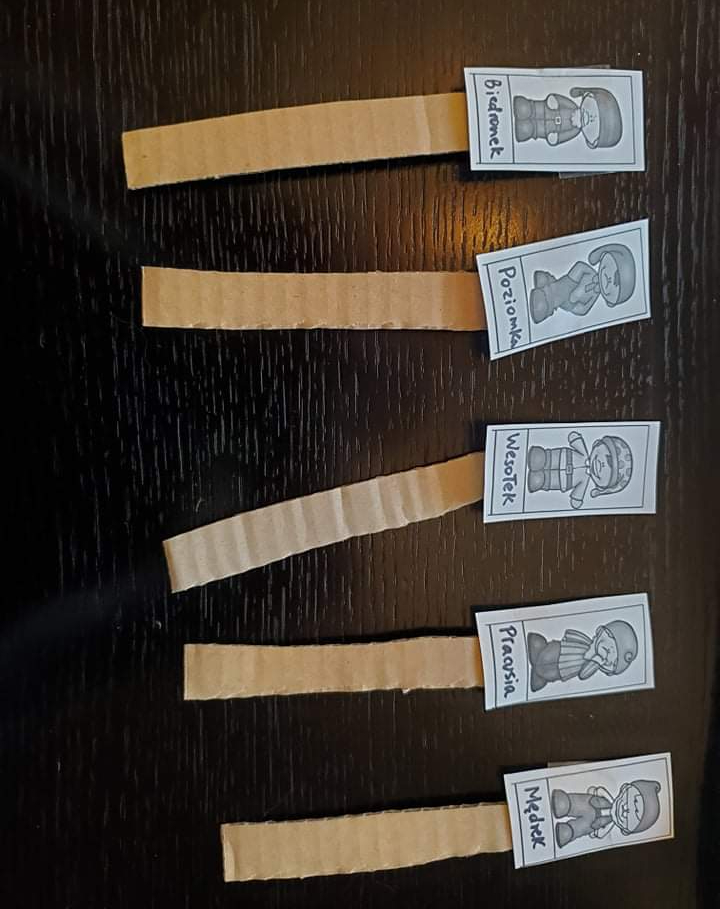 Biedronek
Poziomka
Wesołek
Pracusia
Mędrek